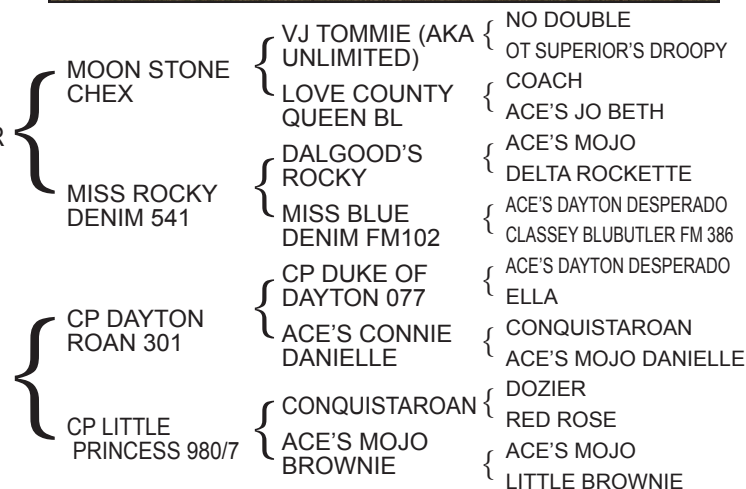 NO DOUBLE
VJ TOMMIE (AKA
UNLIMITED)
OT SUPERIOR'S DROOPY
MOON STONE
CHEX
COACH
LOVE COUNTY
QUEEN BL
ACE'S JO BETH
R
ACE'S MOJO
DALGOOD'S
ROCKY
DELTA ROCKETTE
MISS ROCKY
DENIM 541
ACE'S DAYTON DESPERADO
MISS BLUE
DENIM FM102
CLASSEY BLUBUTLER FM 386
ACE'S DAYTON DESPERADO
CP DUKE OF
DAYTON 077
ELLA
CP DAYTON
ROAN 301
CONQUISTAROAN
ACE'S CONNIE
DANIELLE
ACE'S MOJO DANIELLE
DOZIER
CONQUISTAROAN
RED ROSE
CP LITTLE
PRINCESS 980/7
ACE'S MOJO
ACE'S MOJO
BROWNIE
LITTLE BROWNIE